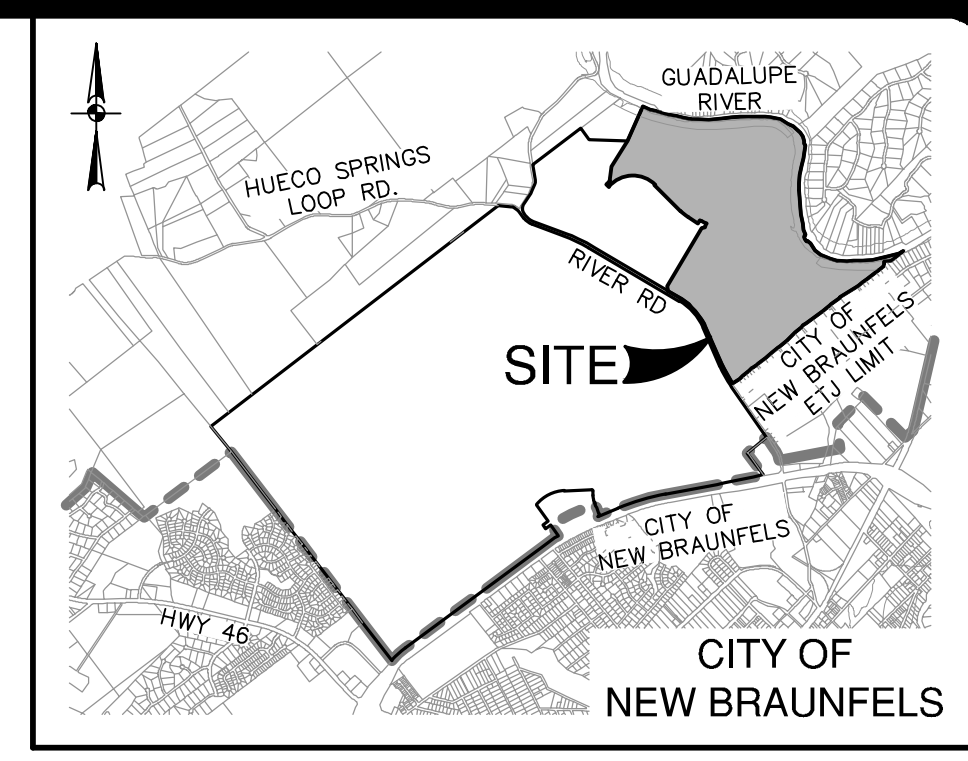 GUADALUPE
RIVER
HUECO SPRINGS
LOOP RD.
RIVER RD
SITE
CITY OF
NEW BRAUNFELS
ETJ LIMIT
CITY OF
NEW BRAUNFELS
HWY 46
CITY OF
NEW BRAUNFELS